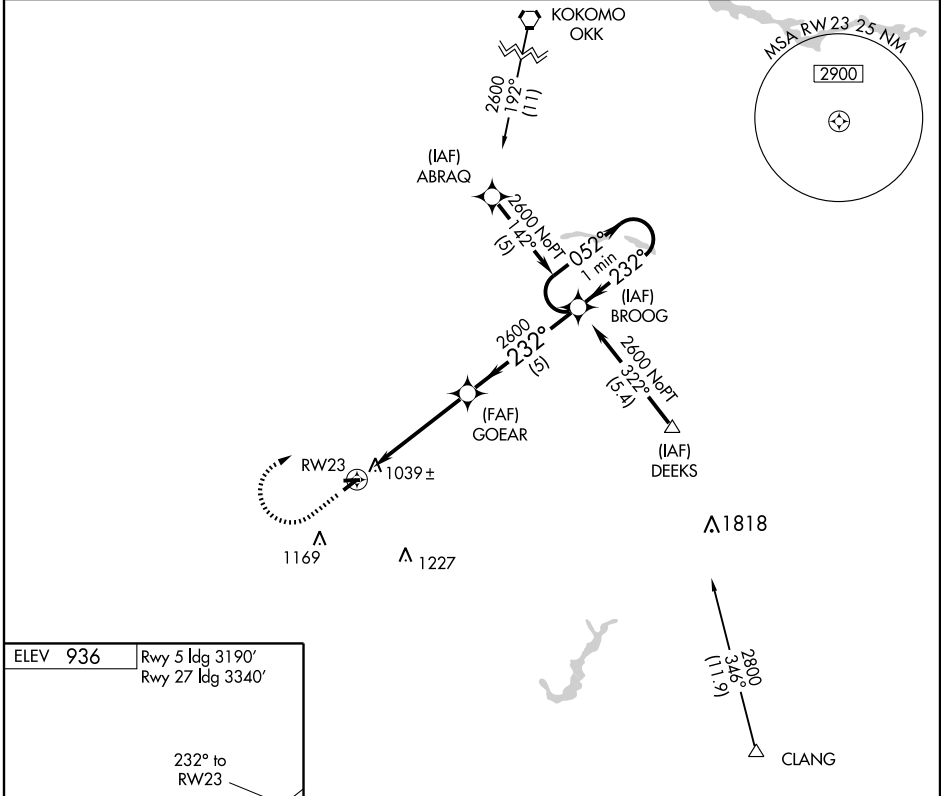 KOKOMO
OKK
MSA RW 23 25 NM
2900
2600
192°
(11)
(IAF)
ABRAQ
2600 NoPT
142°
(5)
052°
1 min
232°
(IAF)
BROOG
2600
232°
(5)
2600 NoPT
322°
(5.4)
(FAF)
GOEAR
(IAF)
DEEKS
RW23
1039 ±
1818
1169
1227
ELEV 936
Rwy 5 ldg 3190'
Rwy 27 ldg 3340'
2800
346°
(11.9)
232° to
RW23
CLANG